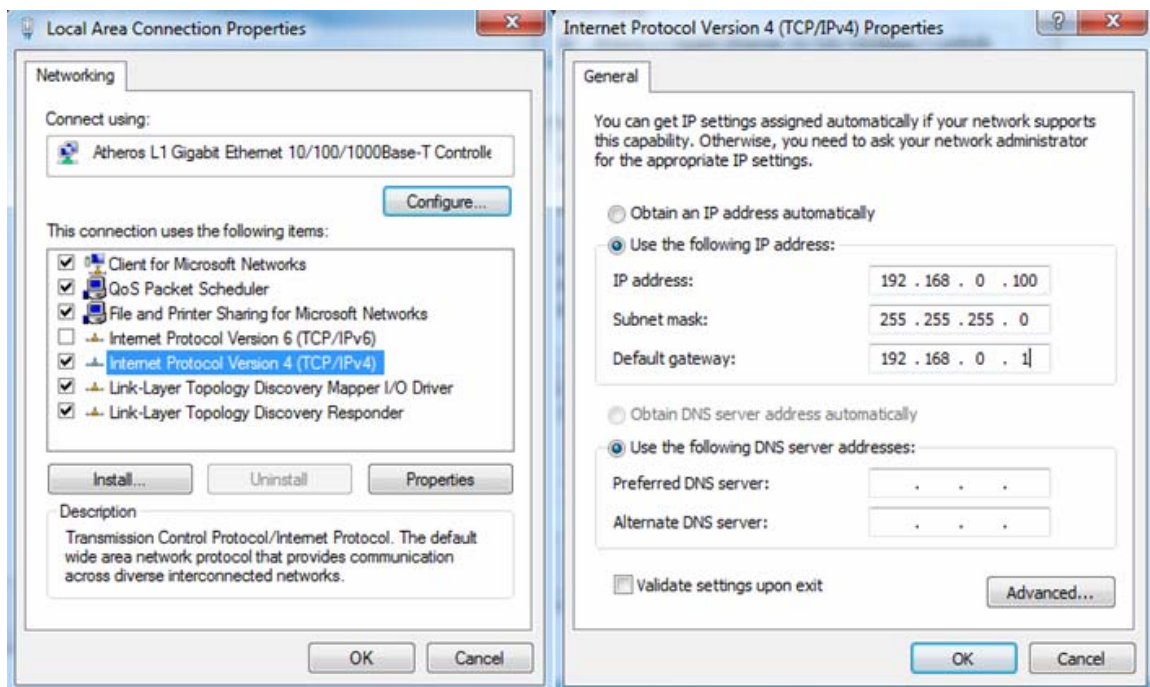 Local Area Connection Properties
Networking
Connect using:
Atheros L1 Gigabit Ethernet 10/100/1000Base-T Controlle
Configure...
This connection uses the following items:
Client for Microsoft Networks
QoS Packet Scheduler
File and Printer Sharing for Microsoft Networks
Internet Protocol Version 6 (TCP/IPv6)
Internet Protocol Version 4 (TCP/IPv4)
Link-Layer Topology Discovery Mapper I/O Driver
Link-Layer Topology Discovery Responder
Install...
Uninstall
Properties
Description
Transmission Control Protocol/Internet Protocol. The default
wide area network protocol that provides communication
across diverse interconnected networks.
OK
Cancel
Internet Protocol Version 4 (TCP/IPv4) Properties
General
You can get IP settings assigned automatically if your network supports
this capability. Otherwise, you need to ask your network administrator
for the appropriate IP settings.
Obtain an IP address automatically
Use the following IP address:
IP address: 192 . 168 . 0 . 100
Subnet mask: 255 . 255 . 255 . 0
Default gateway: 192 . 168 . 0 . 1
Obtain DNS server address automatically
Use the following DNS server addresses:
Preferred DNS server: . . .
Alternate DNS server: . . .
Validate settings upon exit
Advanced...
OK
Cancel